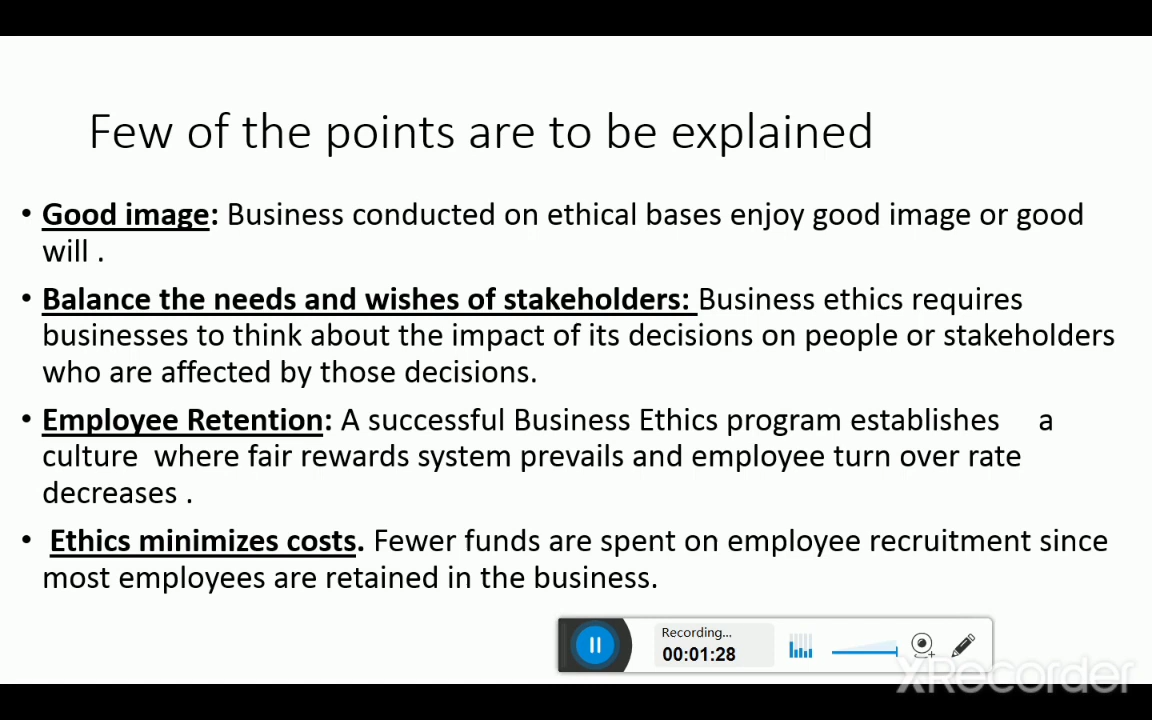 Few of the points are to be explained
• Good image: Business conducted on ethical bases enjoy good image or good
will .
• Balance the needs and wishes of stakeholders: Business ethics requires
businesses to think about the impact of its decisions on people or stakeholders
who are affected by those decisions.
• Employee Retention: A successful Business Ethics program establishes a
culture where fair rewards system prevails and employee turn over rate
decreases .
• Ethics minimizes costs. Fewer funds are spent on employee recruitment since
most employees are retained in the business.
Recording...
00:01:28
XRecorder